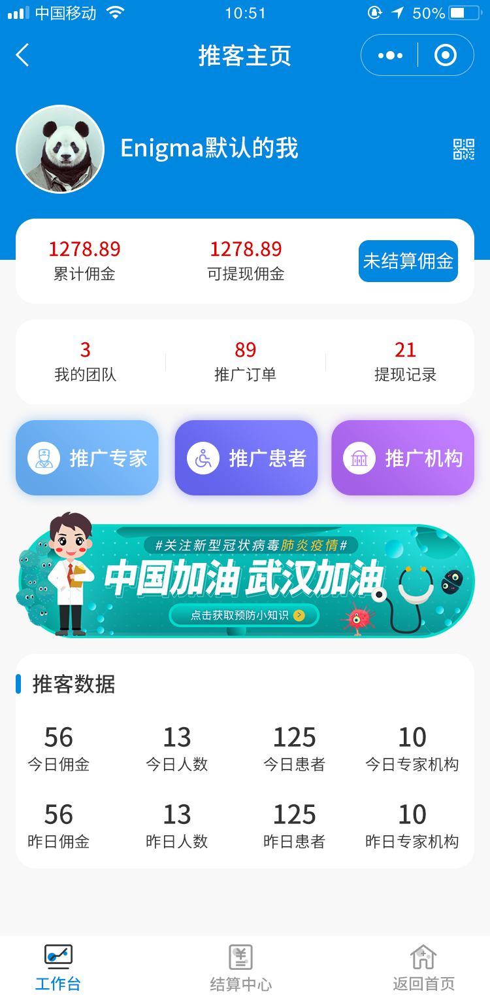 中国移动 10:51 50%
推客主页
Enigma默认的我
1278.89 1278.89 未结算佣金
累计佣金 可提现佣金
3 89 21
我的团队 推广订单 提现记录
推广专家 推广患者 推广机构
#关注新型冠状病毒肺炎疫情#
中国加油 武汉加油
点击获取预防小知识
推客数据
56 13 125 10
今日佣金 今日人数 今日患者 今日专家机构
56 13 125 10
昨日佣金 昨日人数 昨日患者 昨日专家机构
工作台 结算中心 返回首页